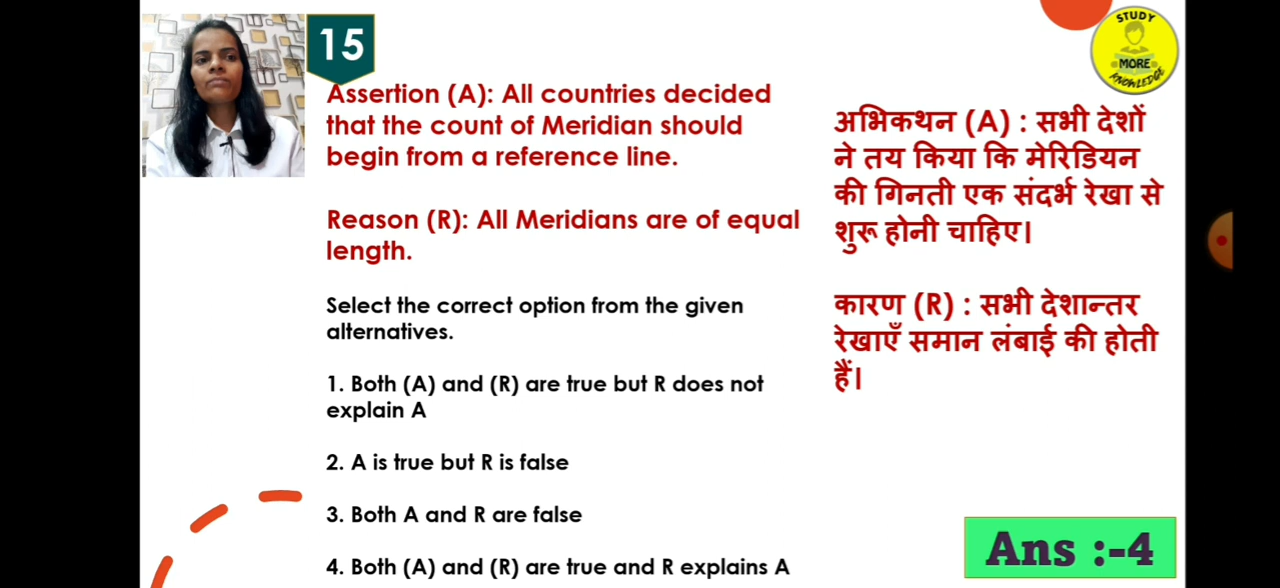 15
Assertion (A): All countries decided
that the count of Meridian should
begin from a reference line.
Reason (R): All Meridians are of equal
length.
Select the correct option from the given
alternatives.
1. Both (A) and (R) are true but R does not
explain A
2. A is true but R is false
3. Both A and R are false
4. Both (A) and (R) are true and R explains A
STUDY
MORE
KNOWLEDGE
अभिकथन (A) : सभी देशों
ने तय किया कि मेरिडियन
की गिनती एक संदर्भ रेखा से
शुरू होनी चाहिए।
कारण (R) : सभी देशान्तर
रेखाएँ समान लंबाई की होती
हैं।
Ans :-4